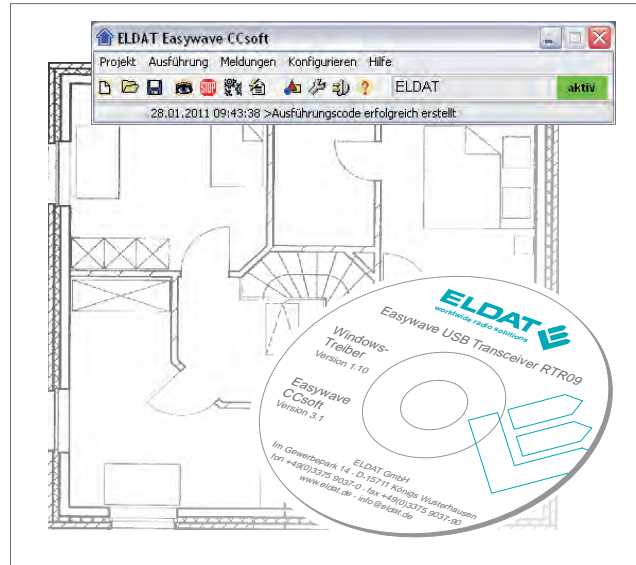 ELDAT Easywave CCsoft
Projekt Ausführung Meldungen Konfigurieren Hilfe
STOP ? ELDAT aktiv
28.01.2011 09:43:38 >Ausführungscode erfolgreich erstellt
ELDAT
worldwide radio solutions
Easywave USB Transceiver RTR09
Windows-
Treiber
Version 1.10
Easywave
CCsoft
Version 3.1
ELDAT GmbH
Im Gewerbepark 14 · D-15711 Königs Wusterhausen
fon +49(0)3375 9037-0 · fax +49(0)3375 9037-90
www.eldat.de · info@eldat.de